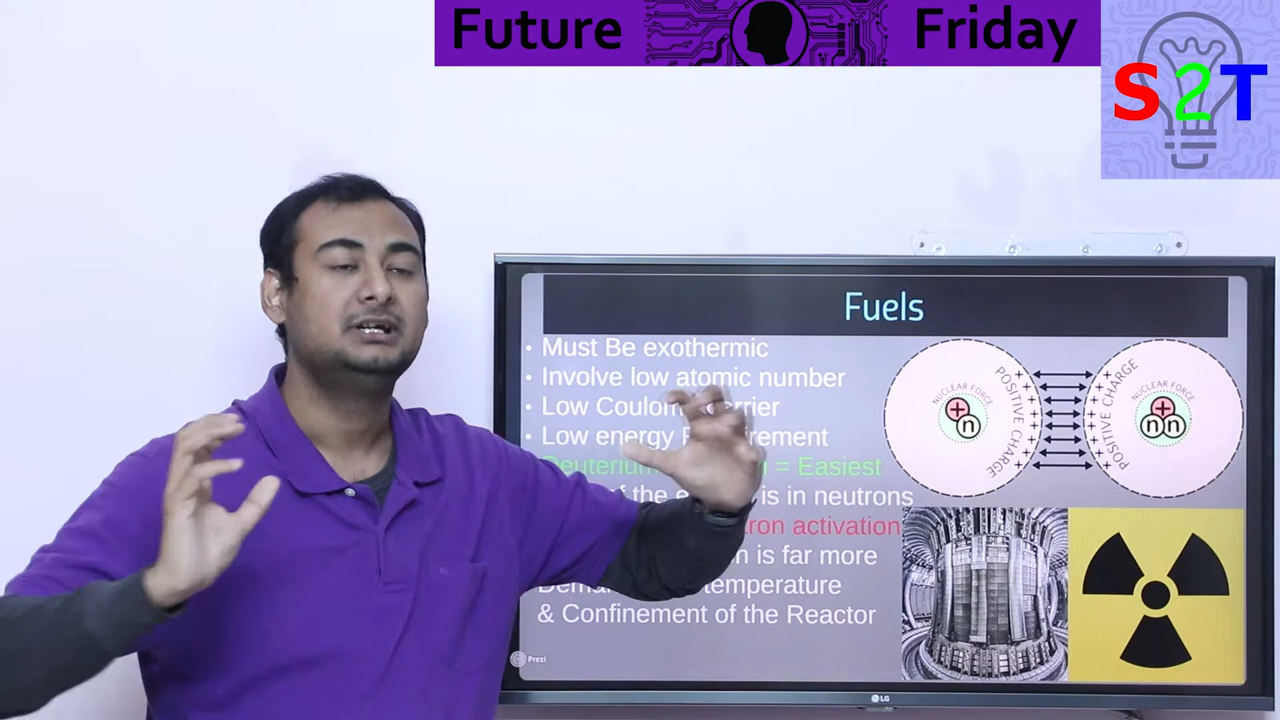 Future Friday
S2T
Fuels
• Must Be exothermic
• Involve low atomic number
• Low
• Low energy
= Easiest
of the is in neutrons
activation
is far more
temperature
& Confinement of the Reactor
NUCLEAR FORCE
+
n
POSITIVE CHARGE
POSITIVE CHARGE
NUCLEAR FORCE
+
n n
Prezi
LG